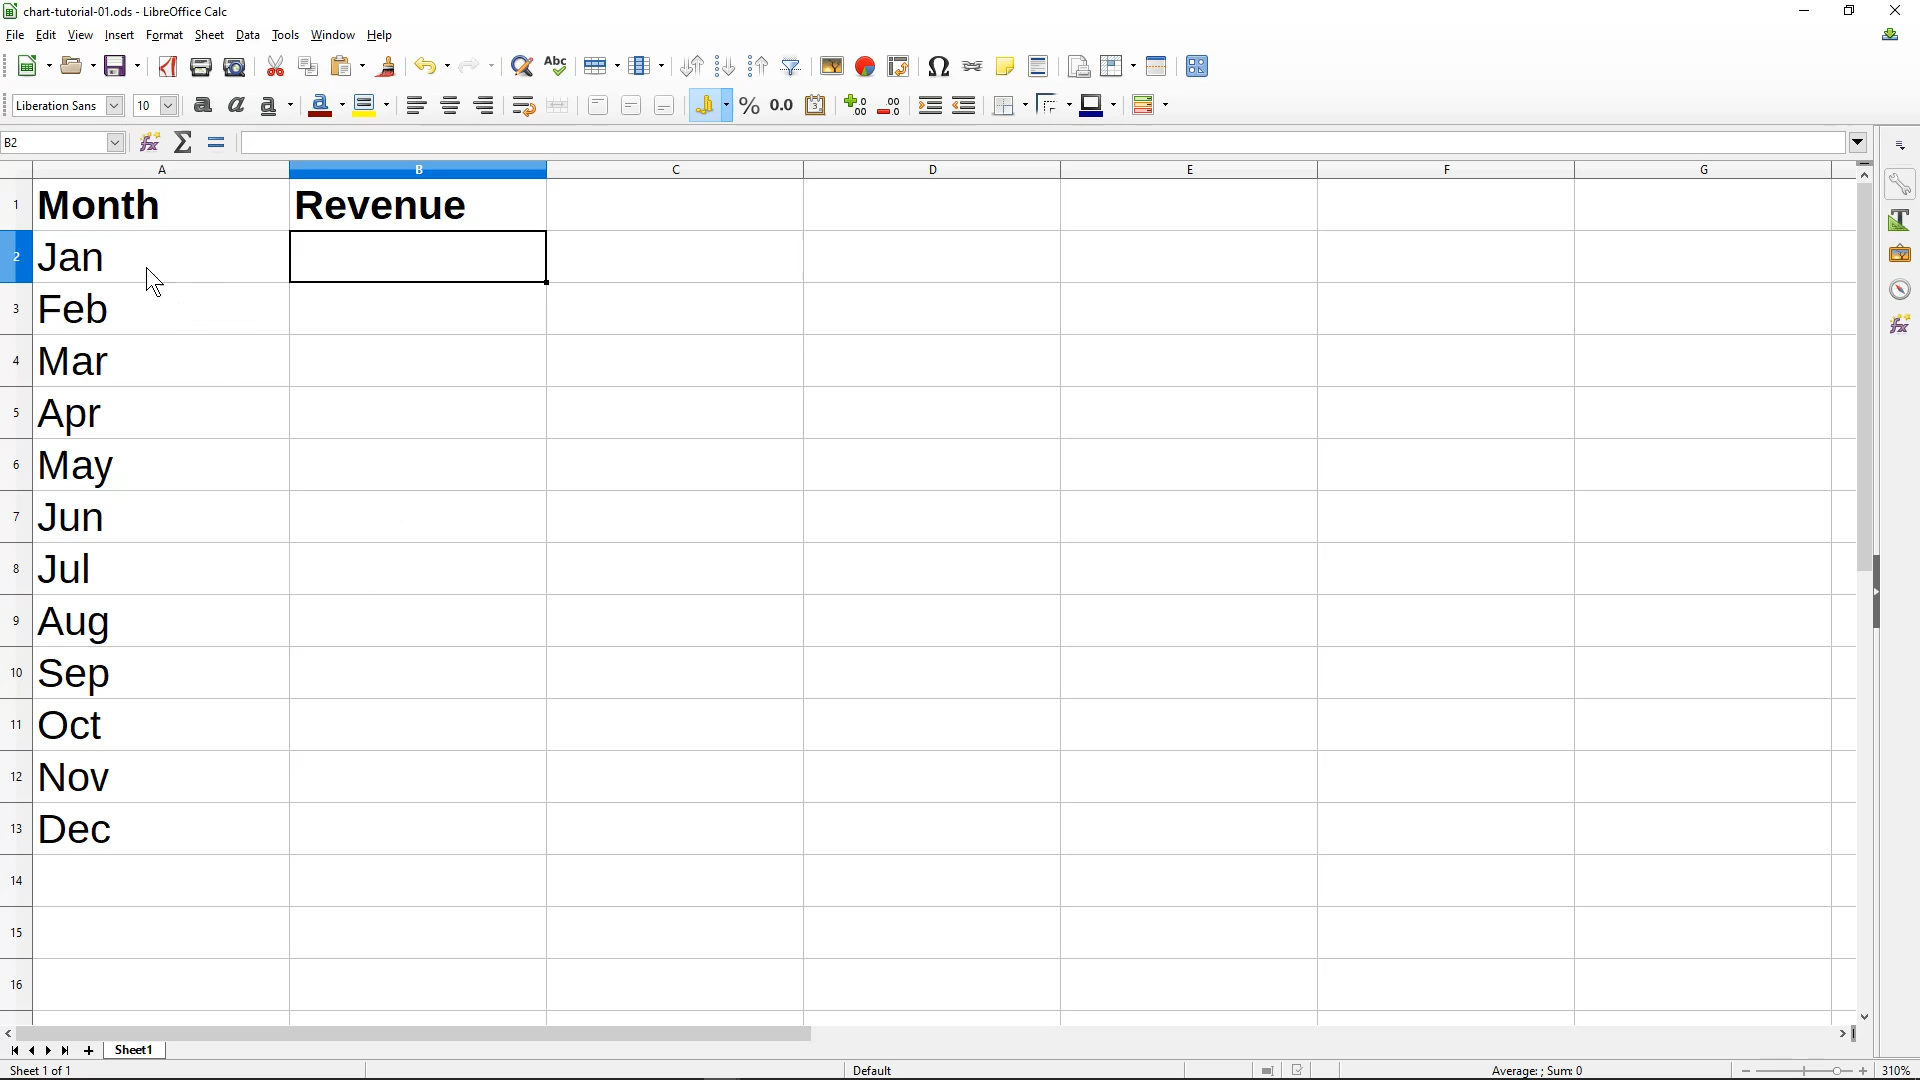 chart-tutorial-01.ods - LibreOffice Calc
File Edit View Insert Format Sheet Data Tools Window Help
Abc
Liberation Sans 10 a a a % 0.0
B2
A B C D E F G
1 Month Revenue
2 Jan
3 Feb
4 Mar
5 Apr
6 May
7 Jun
8 Jul
9 Aug
10 Sep
11 Oct
12 Nov
13 Dec
14
15
16
Sheet1
Sheet 1 of 1 Default Average: ; Sum: 0 310%